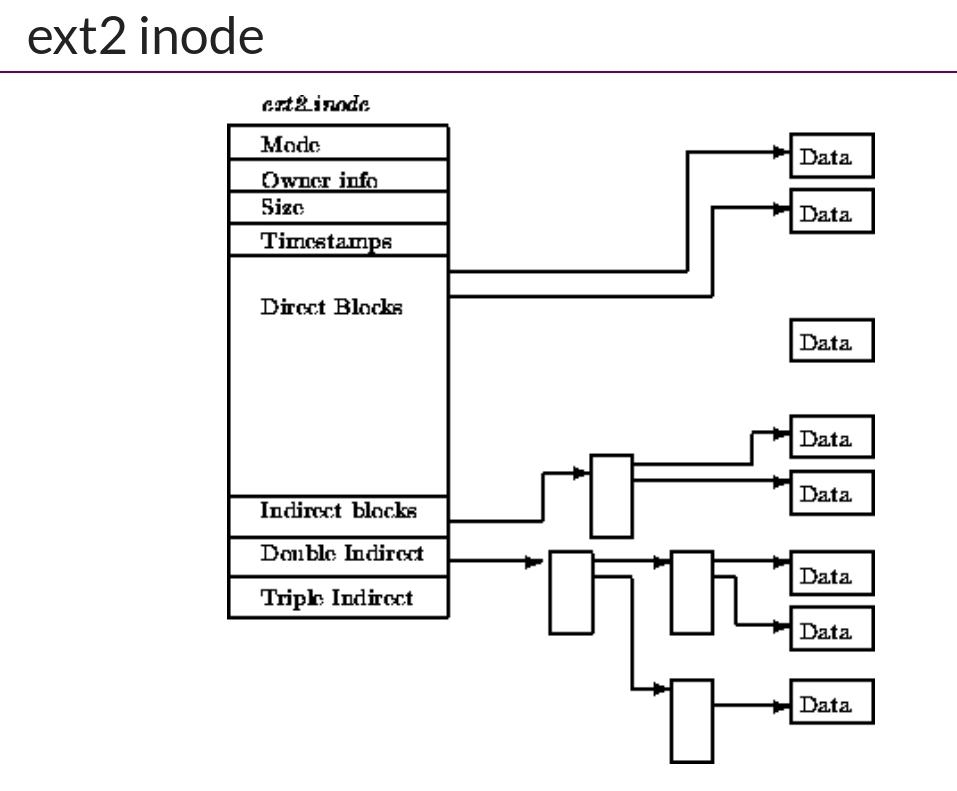 ext2 inode
ext2_inode
Mode
Owner info
Size
Timestamps
Direct Blocks
Indirect blocks
Double Indirect
Triple Indirect
Data
Data
Data
Data
Data
Data
Data
Data